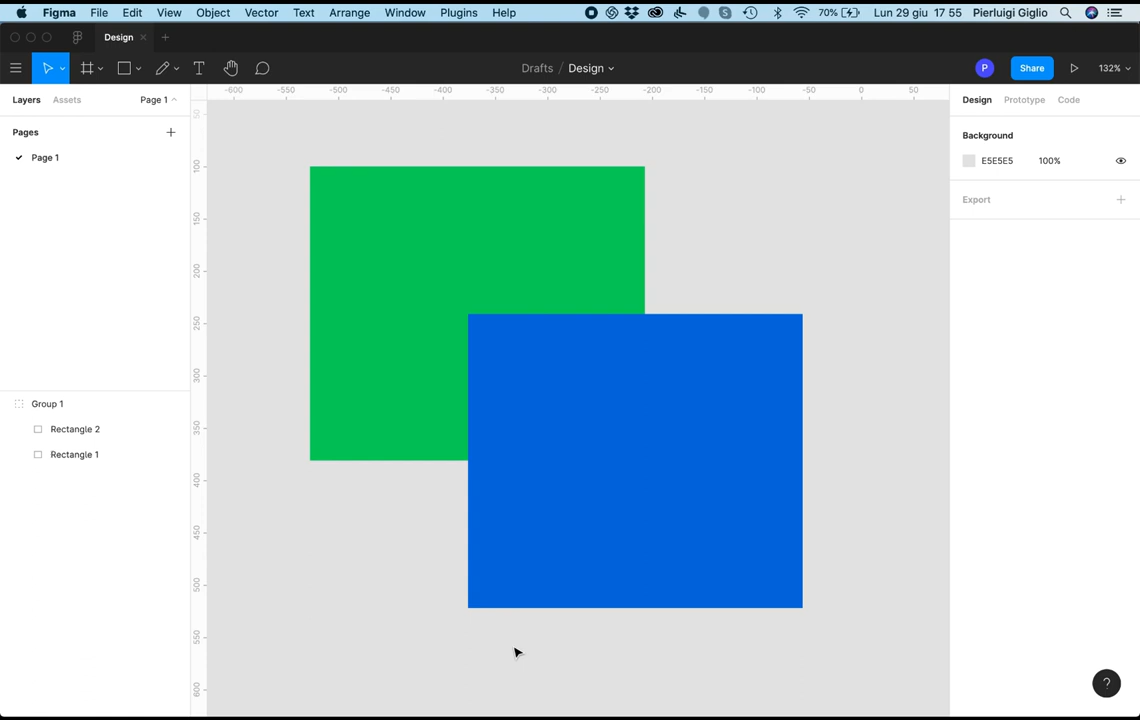 Figma File Edit View Object Vector Text Arrange Window Plugins Help 70% Lun 29 giu 17 55 Pierluigi Giglio
Design
Drafts / Design P Share 132%
Layers Assets Page 1
-600 -550 -500 -450 -400 -350 -300 -250 -200 -150 -100 -50 0 50
Design Prototype Code
Pages
Page 1
Background
E5E5E5 100%
Export
50
100
150
200
250
300
350
400
450
500
550
600
Group 1
Rectangle 2
Rectangle 1
?